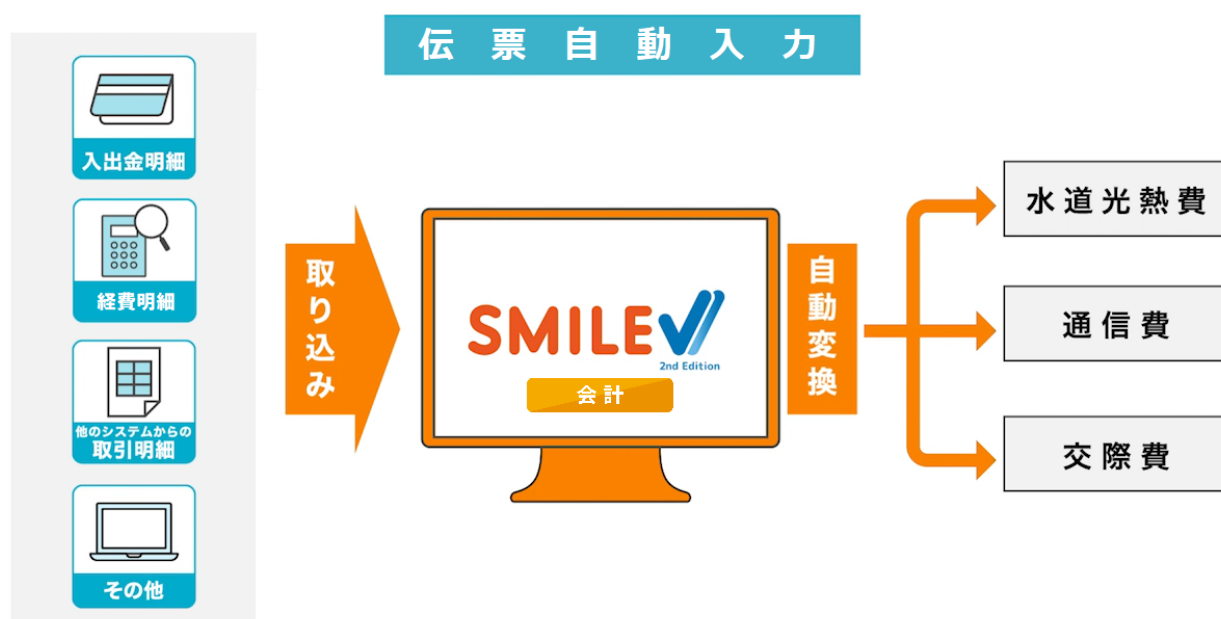 伝票自動入力
入出金明細
経費明細
他のシステムからの
取引明細
その他
取り込み
SMILE V
2nd Edition
会計
自動変換
水道光熱費
通信費
交際費